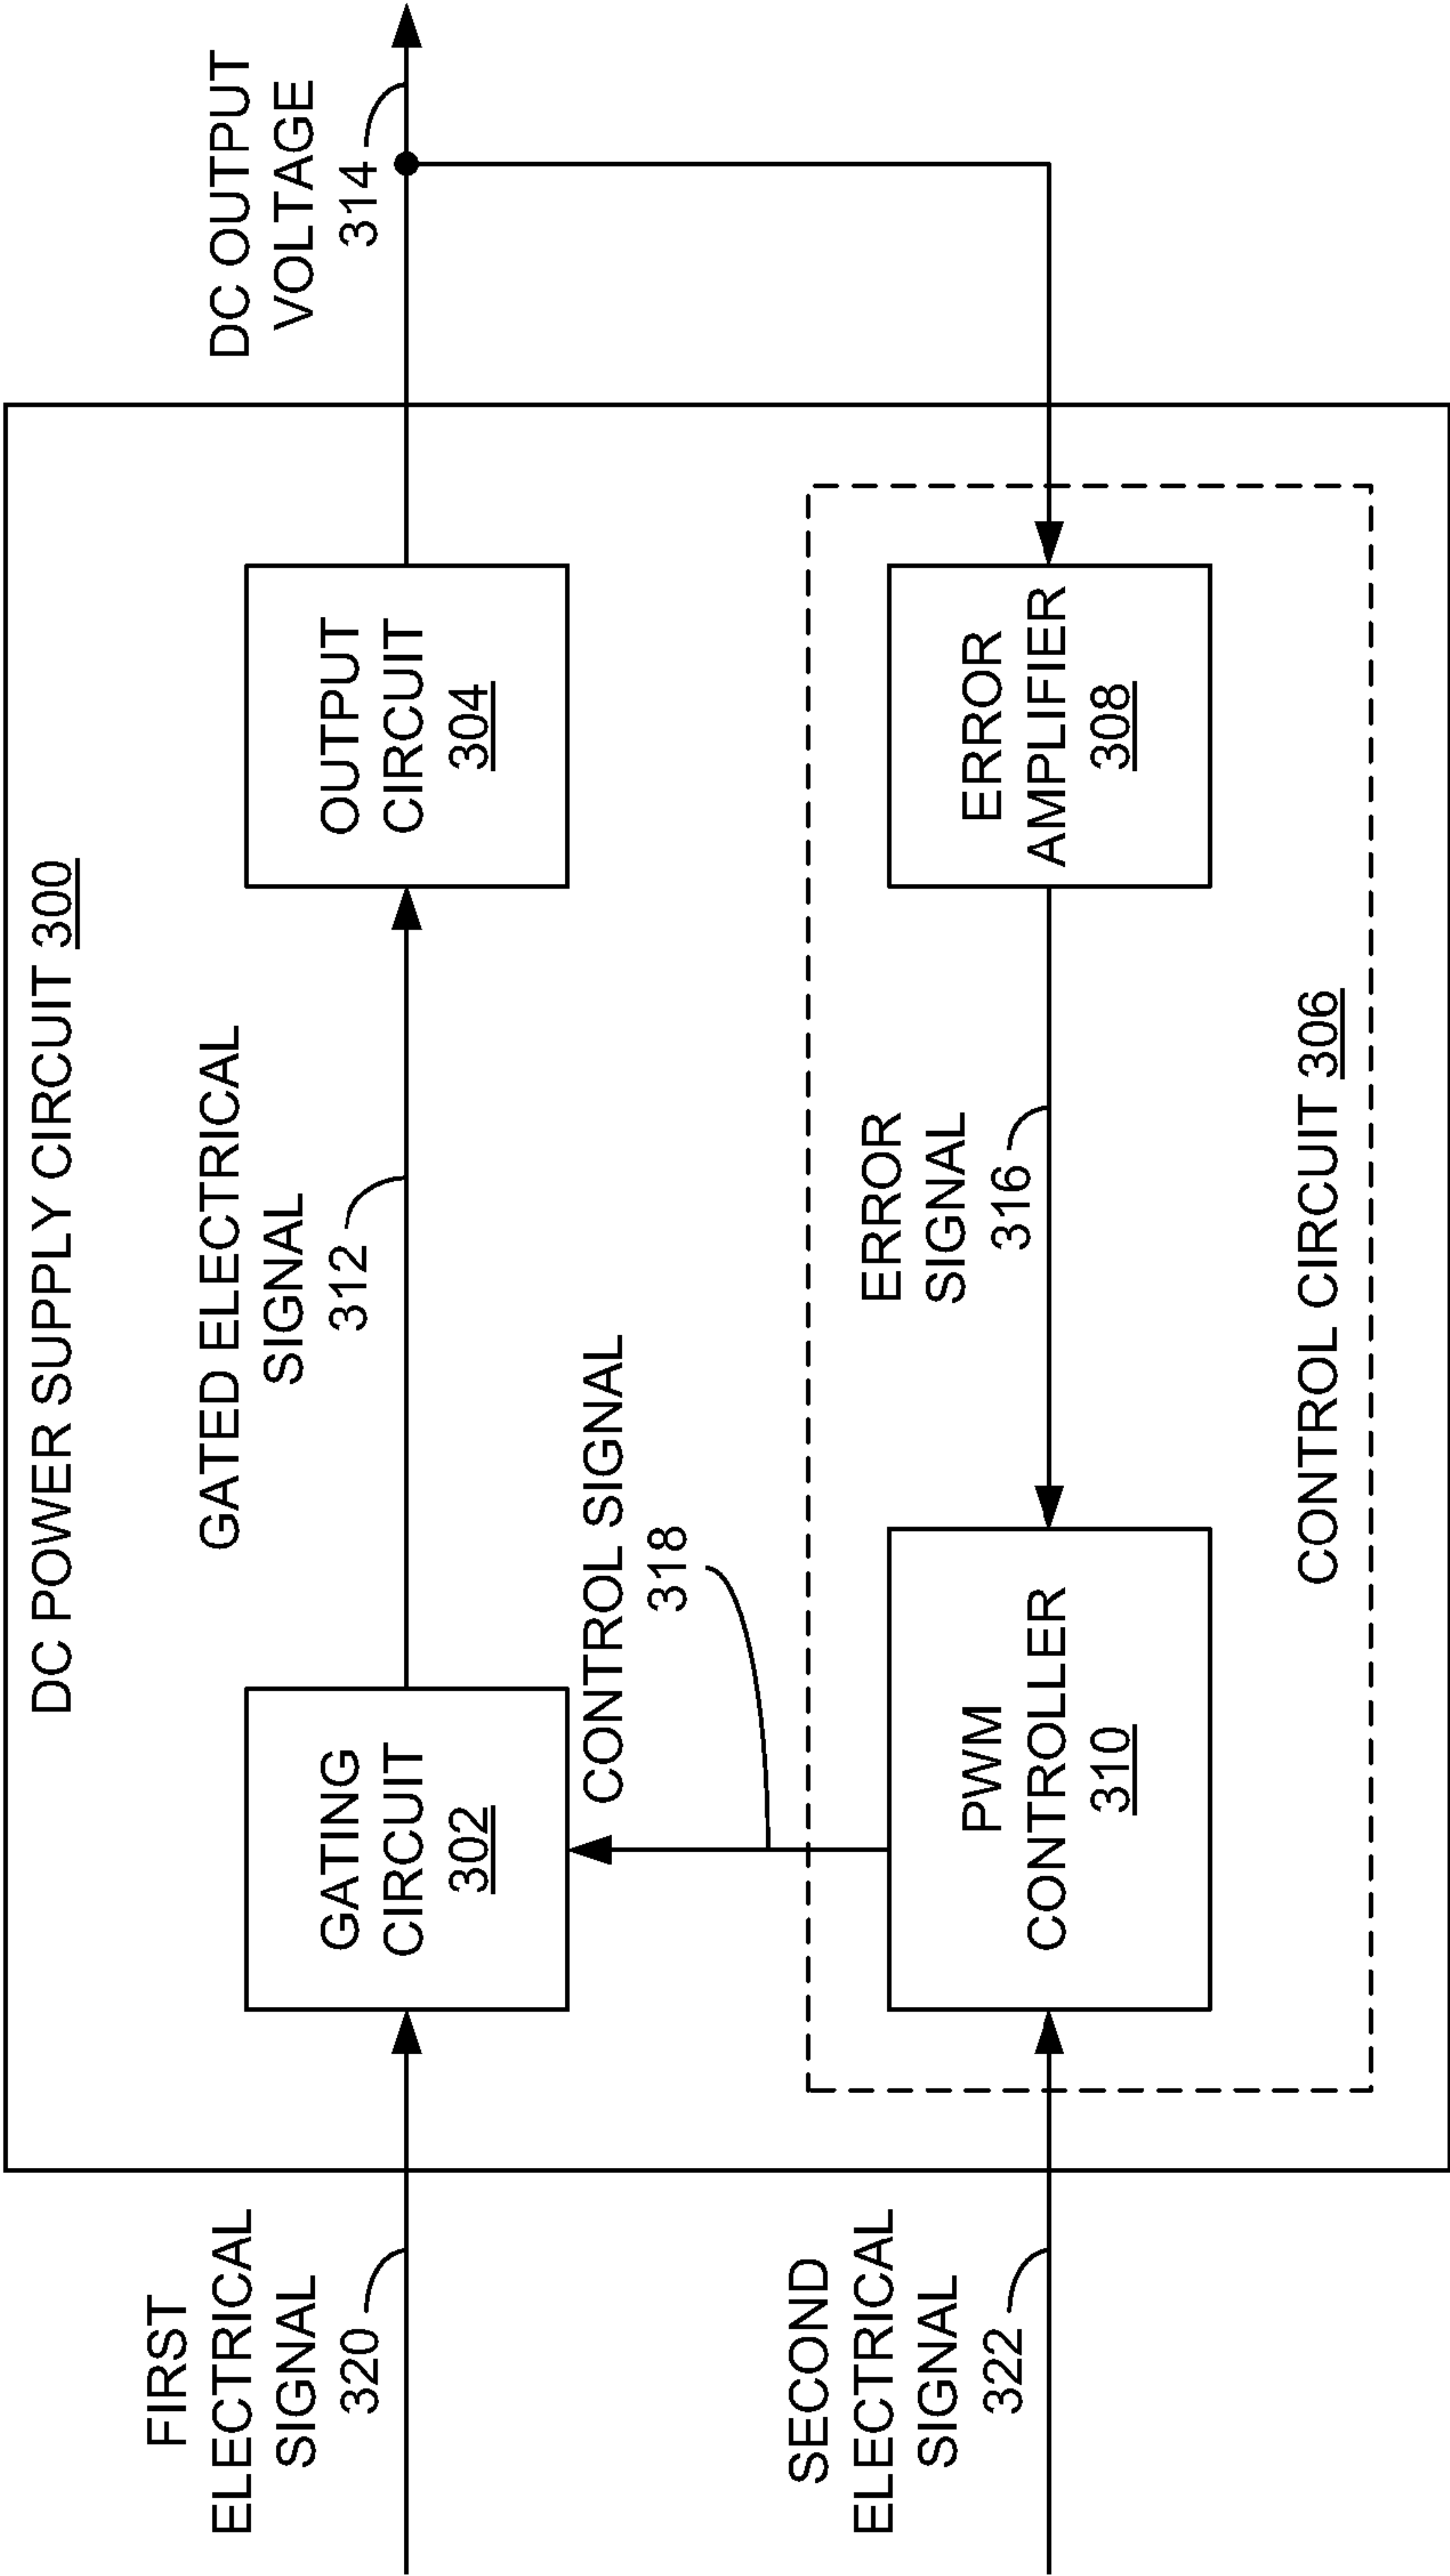 DC POWER SUPPLY CIRCUIT 300
FIRST
ELECTRICAL
SIGNAL
320
GATING
CIRCUIT
302
GATED ELECTRICAL
SIGNAL
312
OUTPUT
CIRCUIT
304
DC OUTPUT
VOLTAGE
314
CONTROL SIGNAL
318
SECOND
ELECTRICAL
SIGNAL
322
PWM
CONTROLLER
310
ERROR
SIGNAL
316
ERROR
AMPLIFIER
308
CONTROL CIRCUIT 306